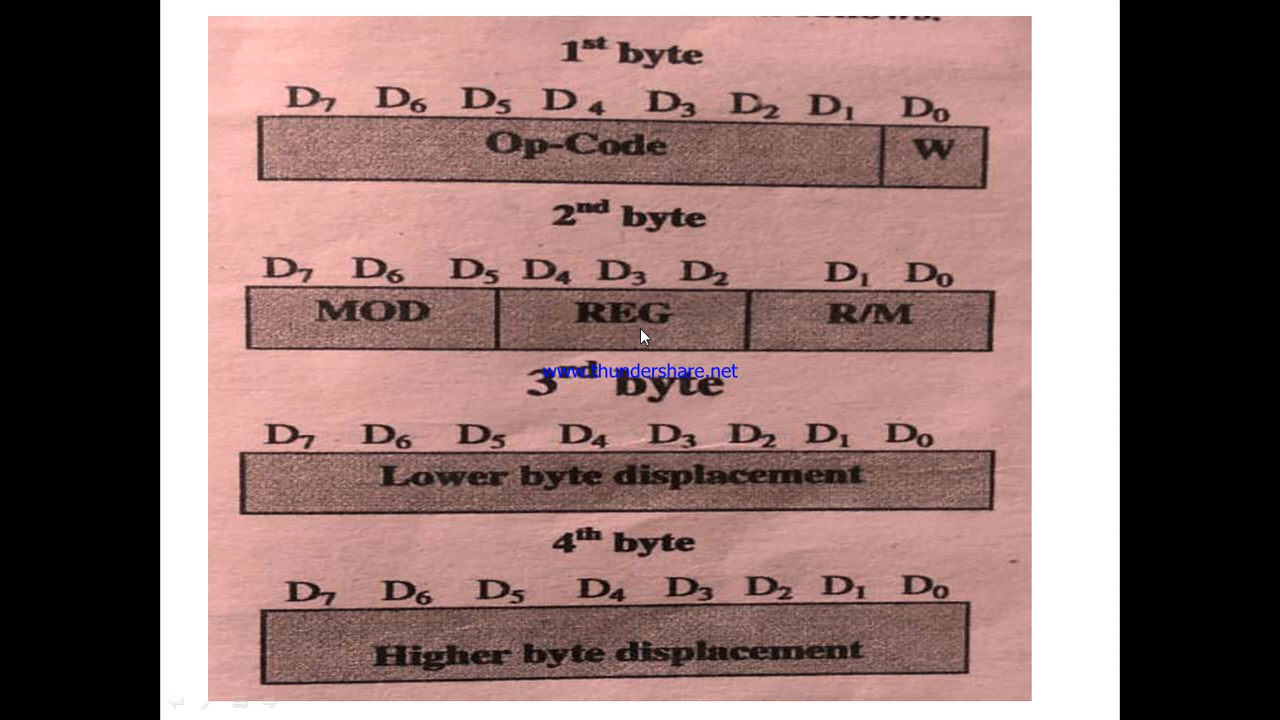 1st byte
D7 D6 D5 D4 D3 D2 D1 D0
Op-Code W
2nd byte
D7 D6 D5 D4 D3 D2 D1 D0
MOD REG R/M
www.thundershare.net
3nd byte
D7 D6 D5 D4 D3 D2 D1 D0
Lower byte displacement
4th byte
D7 D6 D5 D4 D3 D2 D1 D0
Higher byte displacement